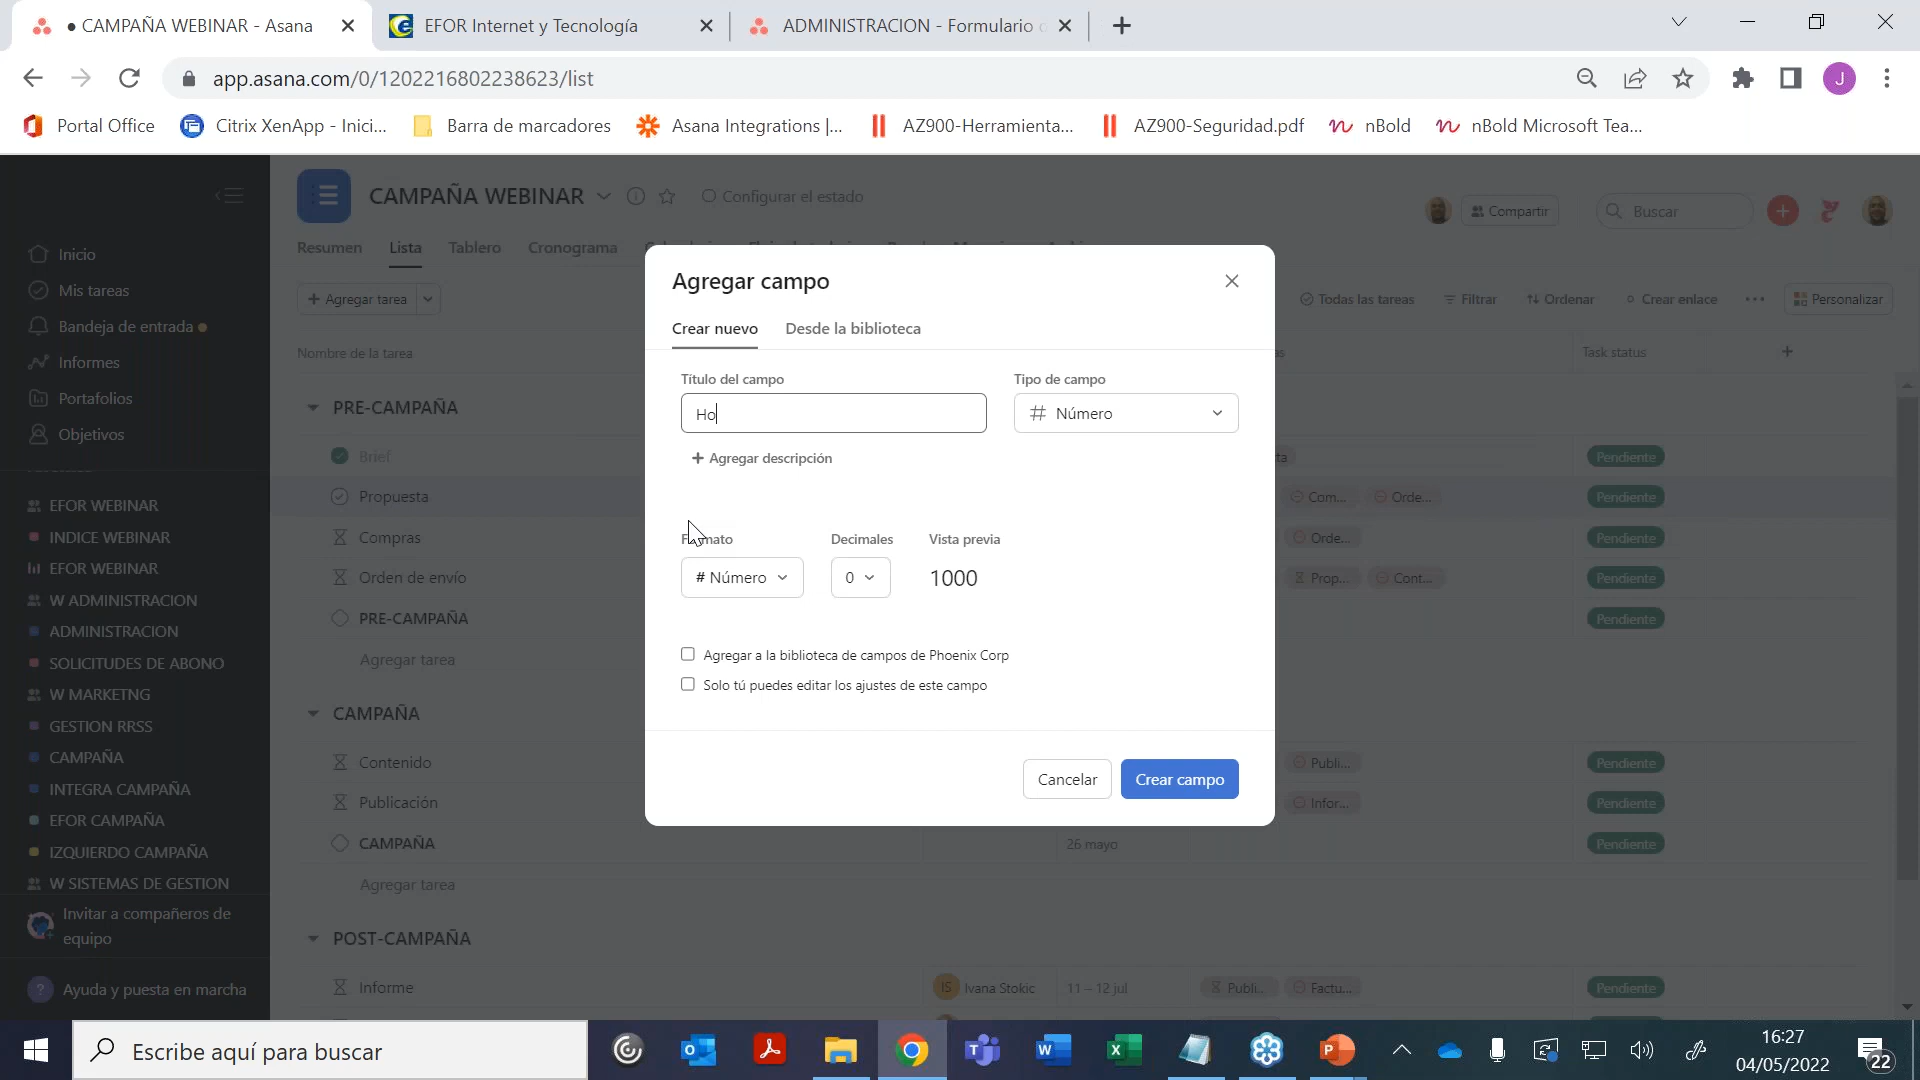 • CAMPAÑA WEBINAR - Asana
EFOR Internet y Tecnología
ADMINISTRACION - Formulario
app.asana.com/0/1202216802238623/list
J
Portal Office
Citrix XenApp - Inici...
Barra de marcadores
Asana Integrations |...
AZ900-Herramienta...
AZ900-Seguridad.pdf
nBold
nBold Microsoft Tea...
CAMPAÑA WEBINAR
Configurar el estado
Compartir
Buscar
Resumen
Lista
Tablero
Cronograma
+ Agregar tarea
Todas las tareas
Filtrar
Ordenar
Crear enlace
Personalizar
Nombre de la tarea
Task status
Inicio
Mis tareas
Bandeja de entrada
Informes
Portafolios
Objetivos
EFOR WEBINAR
INDICE WEBINAR
EFOR WEBINAR
W ADMINISTRACION
ADMINISTRACION
SOLICITUDES DE ABONO
W MARKETNG
GESTION RRSS
CAMPAÑA
INTEGRA CAMPAÑA
EFOR CAMPAÑA
IZQUIERDO CAMPAÑA
W SISTEMAS DE GESTION
Invitar a compañeros de
equipo
Ayuda y puesta en marcha
PRE-CAMPAÑA
Brief
Pendiente
Propuesta
Com...
Orde...
Pendiente
Compras
Orde...
Pendiente
Orden de envío
Prop...
Cont...
Pendiente
PRE-CAMPAÑA
Pendiente
Agregar tarea
CAMPAÑA
Contenido
Publi...
Pendiente
Publicación
Infor...
Pendiente
CAMPAÑA
26 mayo
Pendiente
Agregar tarea
POST-CAMPAÑA
Informe
IS Ivana Stokic
11 – 12 jul
Publi...
Factu...
Pendiente
Agregar campo
Crear nuevo
Desde la biblioteca
Título del campo
Tipo de campo
Ho
# Número
+ Agregar descripción
Formato
Decimales
Vista previa
# Número
0
1000
Agregar a la biblioteca de campos de Phoenix Corp
Solo tú puedes editar los ajustes de este campo
Cancelar
Crear campo
Escribe aquí para buscar
16:27
04/05/2022
22